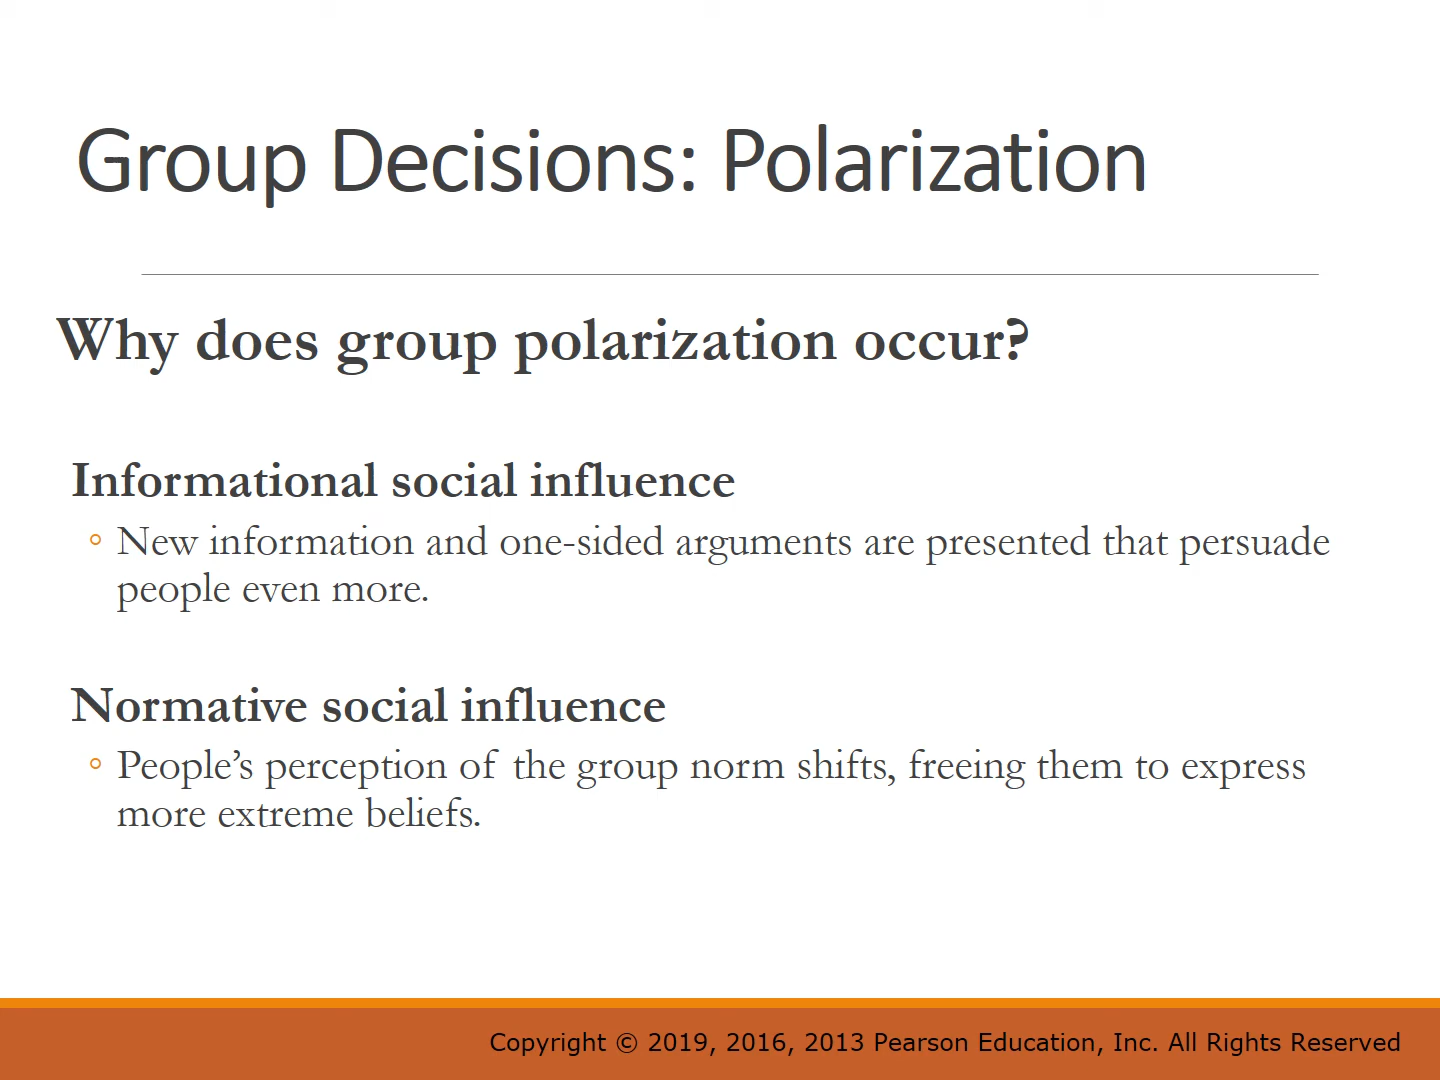 Group Decisions: Polarization
Why does group polarization occur?
Informational social influence
◦ New information and one-sided arguments are presented that persuade
people even more.
Normative social influence
◦ People’s perception of the group norm shifts, freeing them to express
more extreme beliefs.
Copyright © 2019, 2016, 2013 Pearson Education, Inc. All Rights Reserved